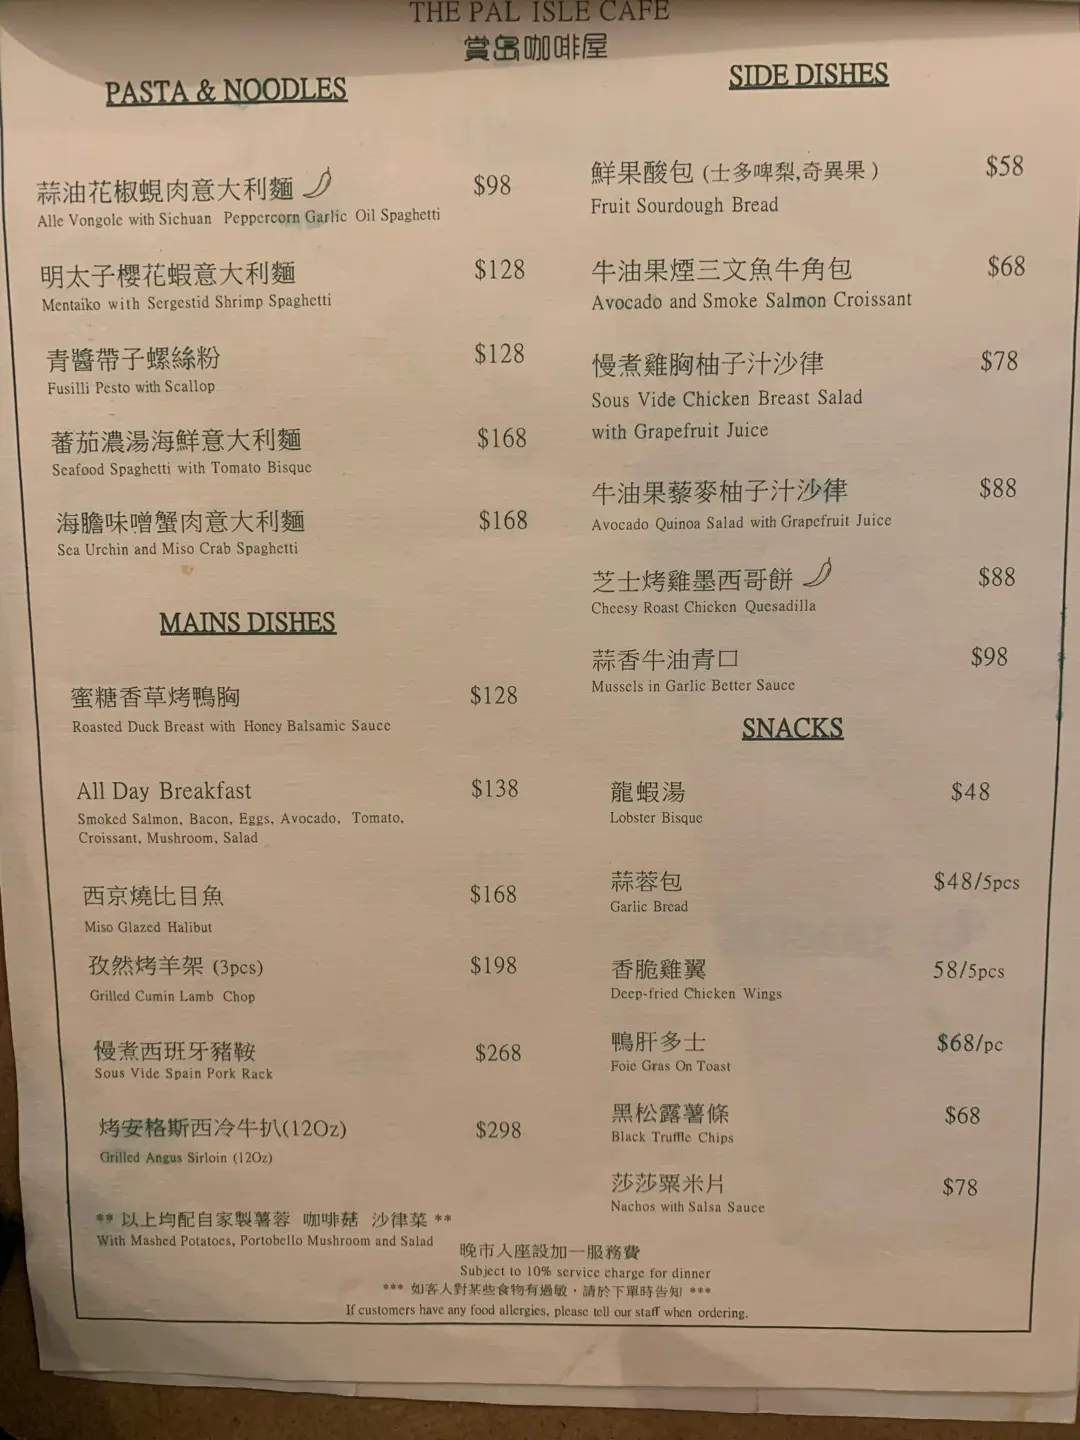 THE PAL ISLE CAFE
賞島咖啡屋
PASTA & NOODLES
蒜油花椒蜆肉意大利麵 $98
Alle Vongole with Sichuan Peppercorn Garlic Oil Spaghetti
明太子櫻花蝦意大利麵 $128
Mentaiko with Sergestid Shrimp Spaghetti
青醬帶子螺絲粉 $128
Fusilli Pesto with Scallop
蕃茄濃湯海鮮意大利麵 $168
Seafood Spaghetti with Tomato Bisque
海膽味噌蟹肉意大利麵 $168
Sea Urchin and Miso Crab Spaghetti
MAINS DISHES
蜜糖香草烤鴨胸 $128
Roasted Duck Breast with Honey Balsamic Sauce
All Day Breakfast $138
Smoked Salmon, Bacon, Eggs, Avocado, Tomato,
Croissant, Mushroom, Salad
西京燒比目魚 $168
Miso Glazed Halibut
孜然烤羊架 (3pcs) $198
Grilled Cumin Lamb Chop
慢煮西班牙豬鞍 $268
Sous Vide Spain Pork Rack
烤安格斯西冷牛扒(12Oz) $298
Grilled Angus Sirloin (12Oz)
** 以上均配自家製薯蓉 咖啡菇 沙律菜 **
With Mashed Potatoes, Portobello Mushroom and Salad
SIDE DISHES
鮮果酸包 (士多啤梨,奇異果) $58
Fruit Sourdough Bread
牛油果煙三文魚牛角包 $68
Avocado and Smoke Salmon Croissant
慢煮雞胸柚子汁沙律 $78
Sous Vide Chicken Breast Salad
with Grapefruit Juice
牛油果藜麥柚子汁沙律 $88
Avocado Quinoa Salad with Grapefruit Juice
芝士烤雞墨西哥餅 $88
Cheesy Roast Chicken Quesadilla
蒜香牛油青口 $98
Mussels in Garlic Better Sauce
SNACKS
龍蝦湯 $48
Lobster Bisque
蒜蓉包 $48/5pcs
Garlic Bread
香脆雞翼 58/5pcs
Deep-fried Chicken Wings
鴨肝多士 $68/pc
Foie Gras On Toast
黑松露薯條 $68
Black Truffle Chips
莎莎粟米片 $78
Nachos with Salsa Sauce
晚市入座設加一服務費
Subject to 10% service charge for dinner
*** 如客人對某些食物有過敏，請於下單時告知 ***
If customers have any food allergies, please tell our staff when ordering.